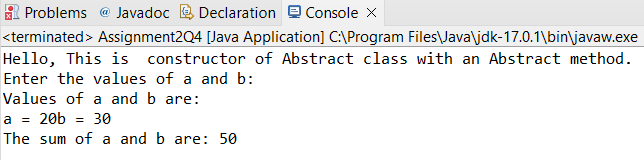 Problems @ Javadoc Declaration Console
<terminated> Assignment2Q4 [Java Application] C:\Program Files\Java\jdk-17.0.1\bin\javaw.exe
Hello, This is  constructor of Abstract class with an Abstract method.
Enter the values of a and b:
Values of a and b are:
a = 20b = 30
The sum of a and b are: 50